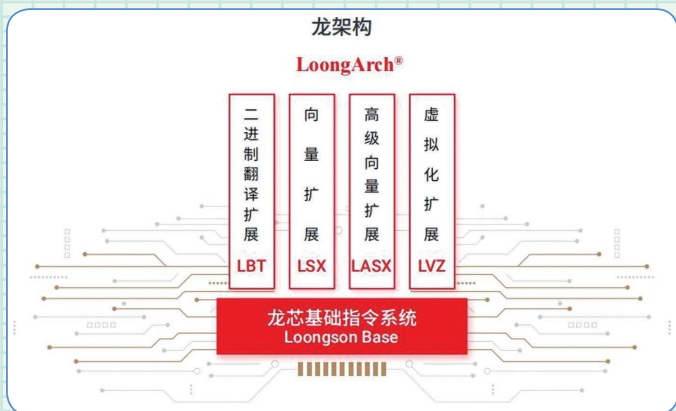 龙架构
LoongArch®
二进制翻译扩展
LBT
向量扩展
LSX
高级向量扩展
LASX
虚拟化扩展
LVZ
龙芯基础指令系统
Loongson Base